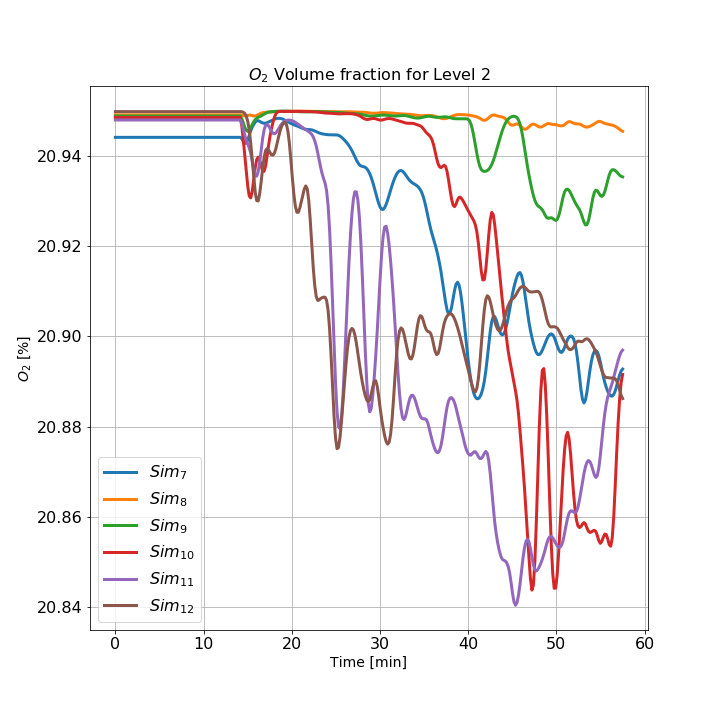 O₂ Volume fraction for Level 2
O₂ [%]
20.94
20.92
20.90
20.88
20.86
20.84
Sim₇
Sim₈
Sim₉
Sim₁₀
Sim₁₁
Sim₁₂
0 10 20 30 40 50 60
Time [min]